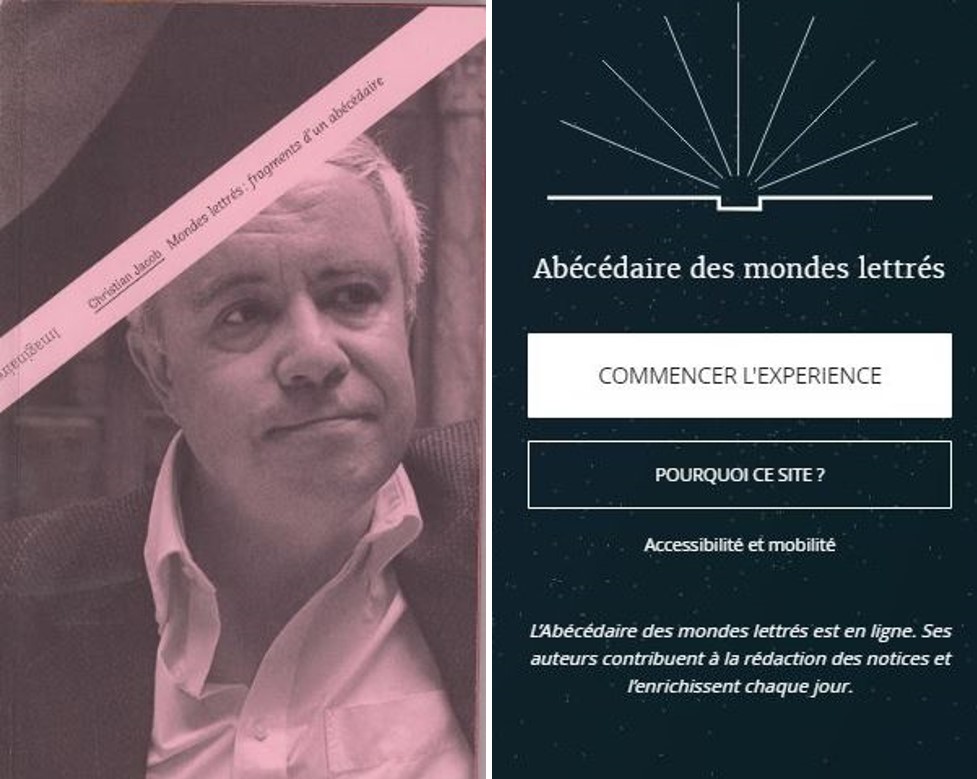 Christian Jacob Mondes lettrés : fragments d'un abécédaire
Imaginaire
Abécédaire des mondes lettrés
COMMENCER L'EXPERIENCE
POURQUOI CE SITE ?
Accessibilité et mobilité
L'Abécédaire des mondes lettrés est en ligne. Ses
auteurs contribuent à la rédaction des notices et
l'enrichissent chaque jour.